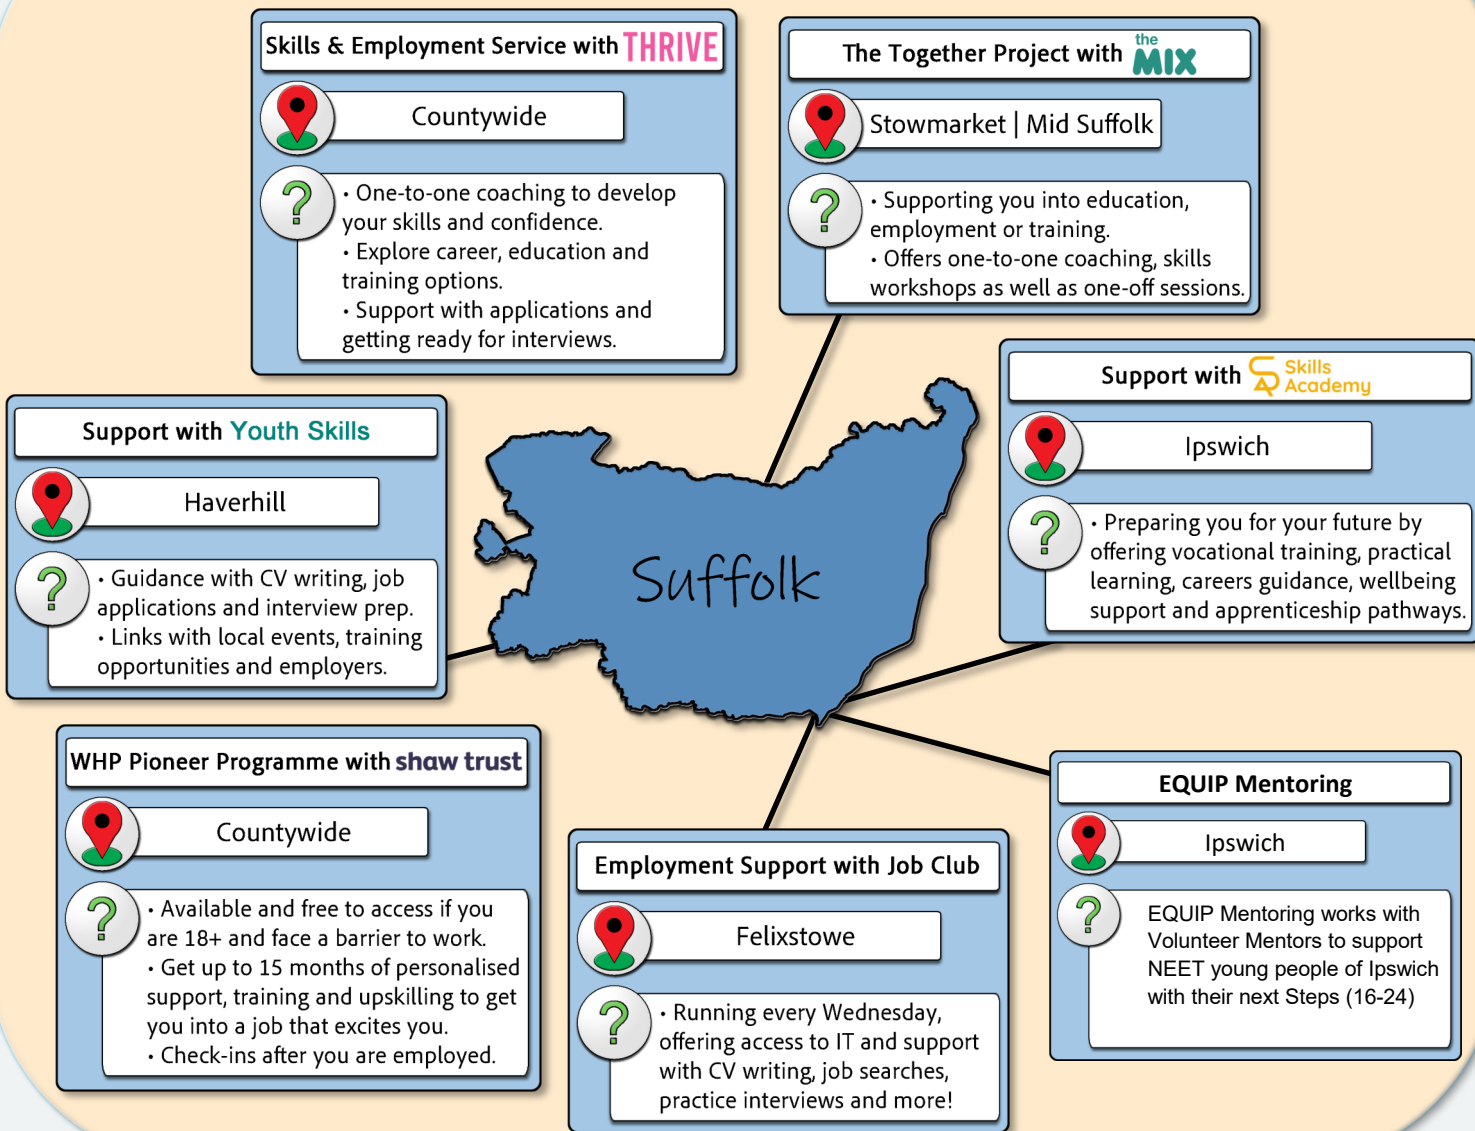 Skills & Employment Service with THRIVE
Countywide
• One-to-one coaching to develop
your skills and confidence.
• Explore career, education and
training options.
• Support with applications and
getting ready for interviews.
The Together Project with the MIX
Stowmarket | Mid Suffolk
• Supporting you into education,
employment or training.
• Offers one-to-one coaching, skills
workshops as well as one-off sessions.
Support with Skills Academy
Ipswich
• Preparing you for your future by
offering vocational training, practical
learning, careers guidance, wellbeing
support and apprenticeship pathways.
Support with Youth Skills
Haverhill
• Guidance with CV writing, job
applications and interview prep.
• Links with local events, training
opportunities and employers.
Suffolk
WHP Pioneer Programme with shaw trust
Countywide
• Available and free to access if you
are 18+ and face a barrier to work.
• Get up to 15 months of personalised
support, training and upskilling to get
you into a job that excites you.
• Check-ins after you are employed.
Employment Support with Job Club
Felixstowe
• Running every Wednesday,
offering access to IT and support
with CV writing, job searches,
practice interviews and more!
EQUIP Mentoring
Ipswich
EQUIP Mentoring works with
Volunteer Mentors to support
NEET young people of Ipswich
with their next Steps (16-24)